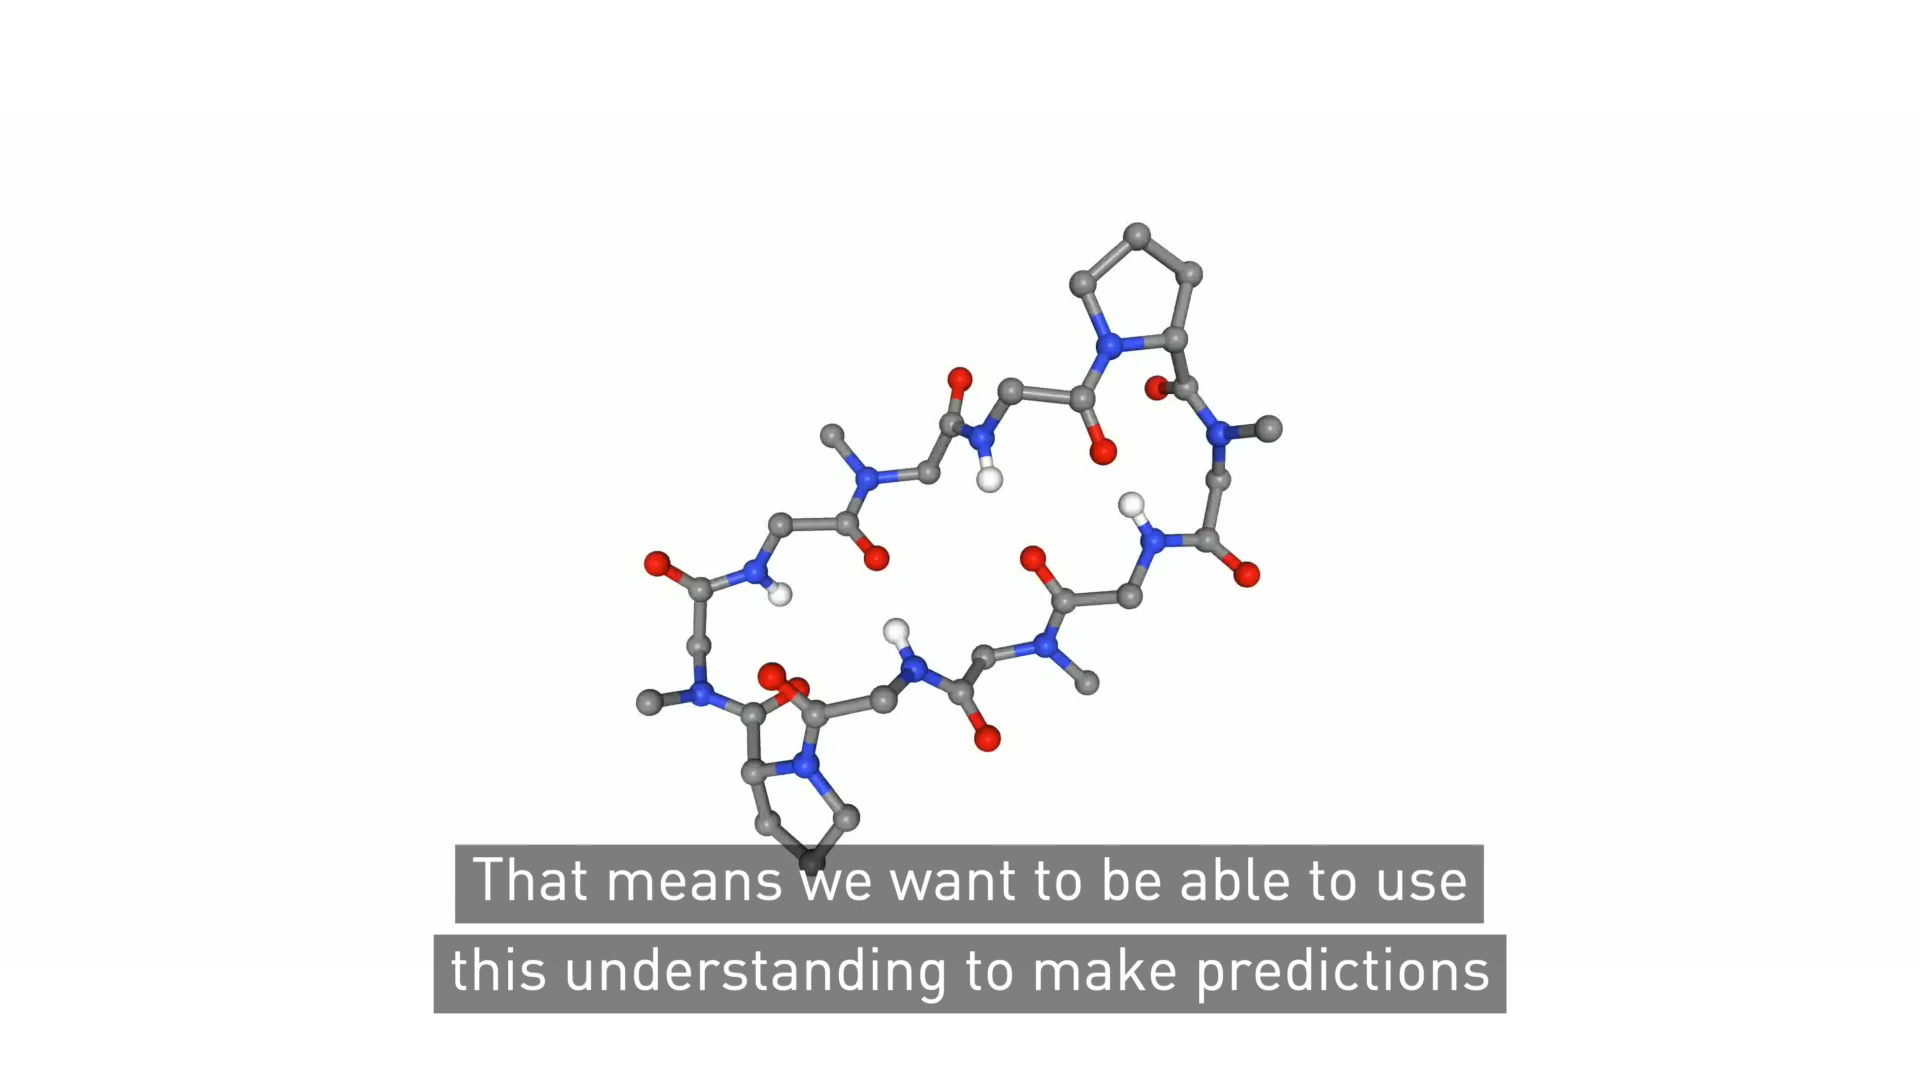 That means we want to be able to use
this understanding to make predictions